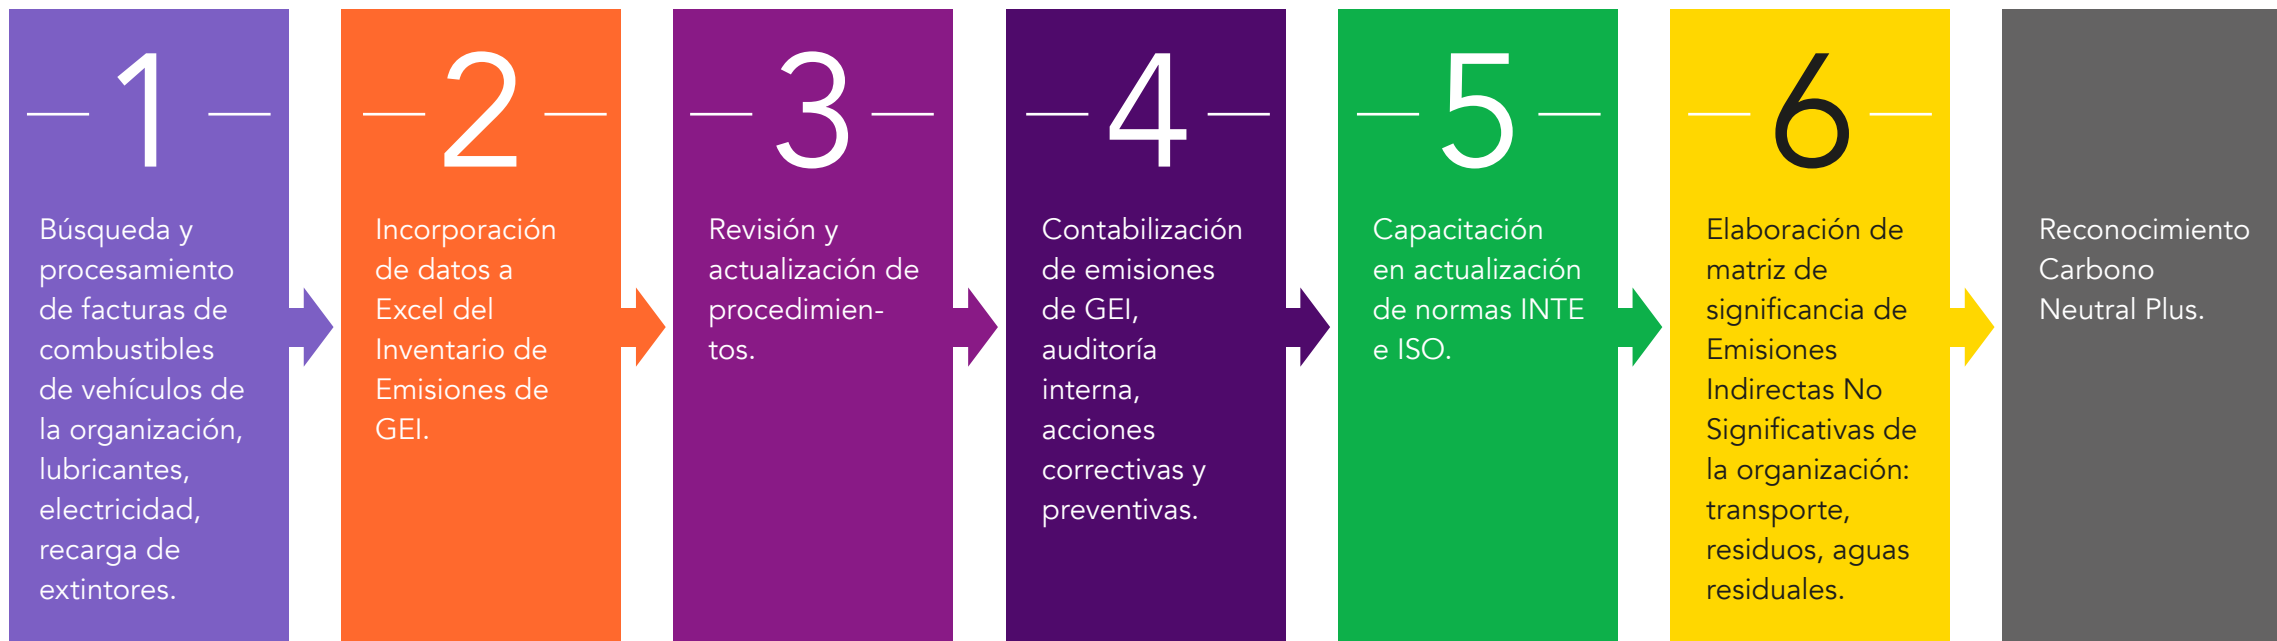 1
Búsqueda y
procesamiento
de facturas de
combustibles
de vehículos de
la organización,
lubricantes,
electricidad,
recarga de
extintores.
2
Incorporación
de datos a
Excel del
Inventario de
Emisiones de
GEI.
3
Revisión y
actualización de
procedimien-
tos.
4
Contabilización
de emisiones
de GEI,
auditoría
interna,
acciones
correctivas y
preventivas.
5
Capacitación
en actualización
de normas INTE
e ISO.
6
Elaboración de
matriz de
significancia de
Emisiones
Indirectas No
Significativas de
la organización:
transporte,
residuos, aguas
residuales.
Reconocimiento
Carbono
Neutral Plus.